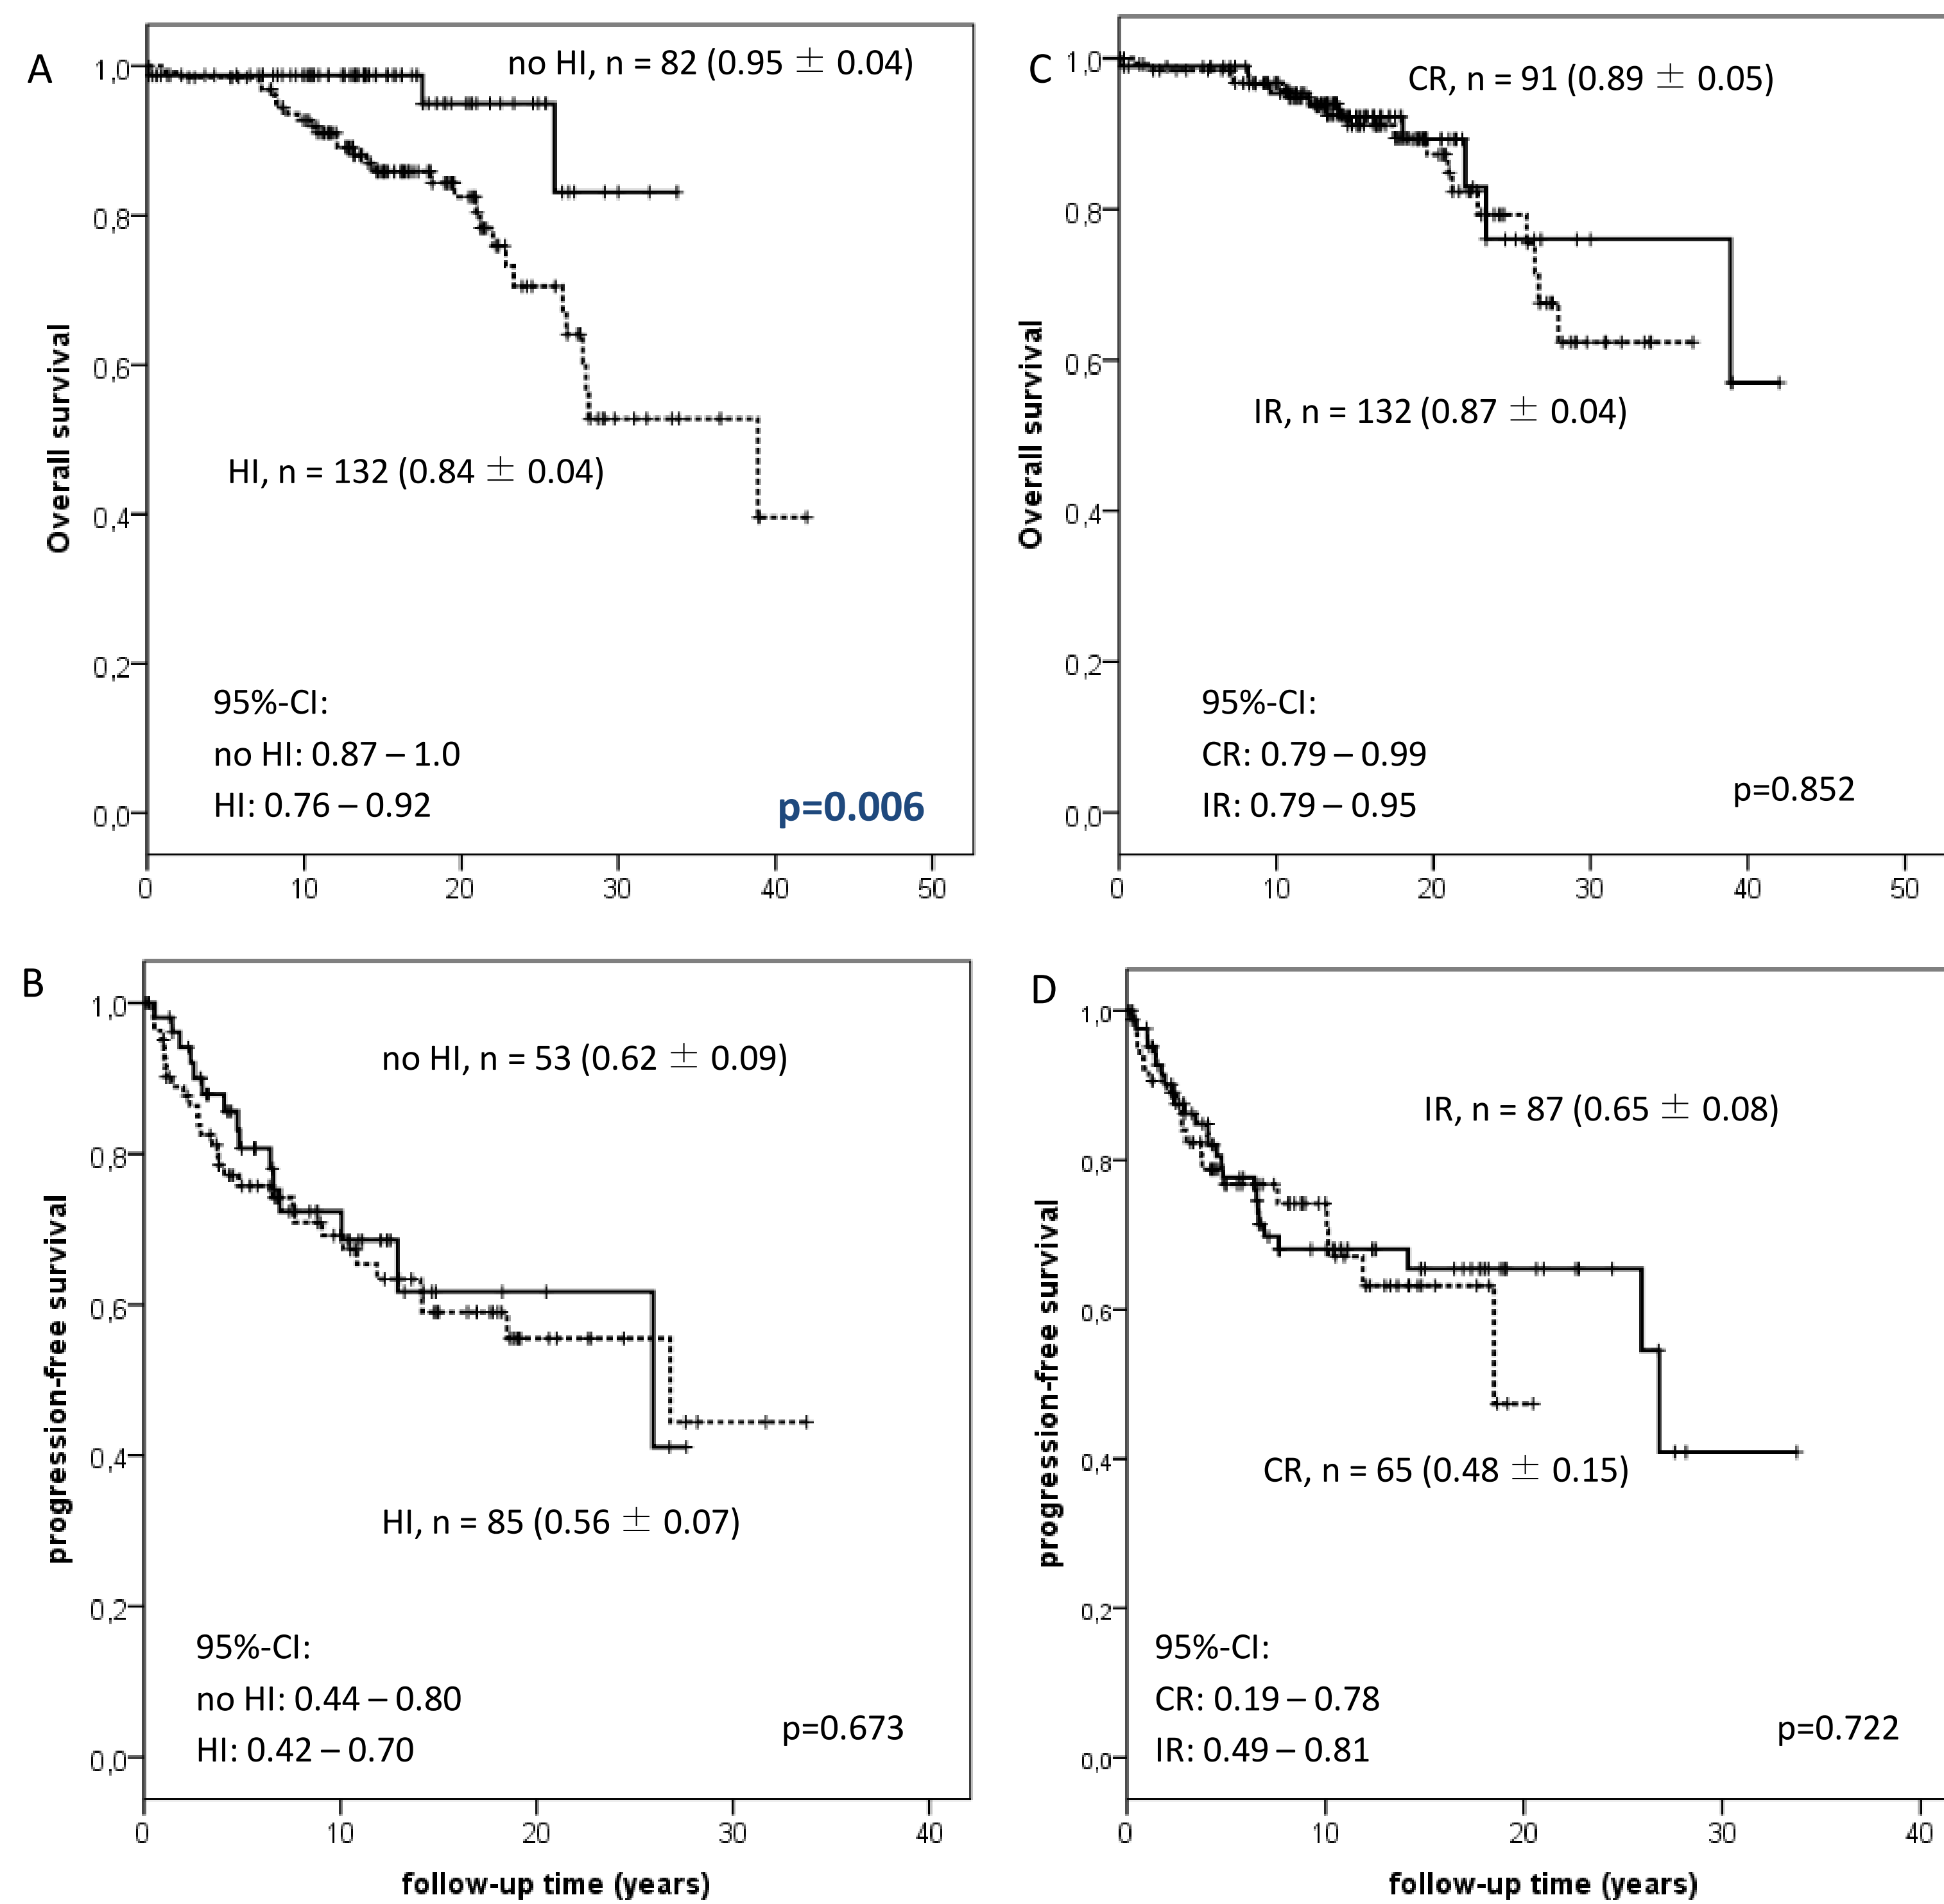 A
no HI, n = 82 (0.95 ± 0.04)
HI, n = 132 (0.84 ± 0.04)
Overall survival
1,0
0,8
0,6
0,4
0,2
0,0
95%-CI:
no HI: 0.87 – 1.0
HI: 0.76 – 0.92
p=0.006
0 10 20 30 40 50
C
CR, n = 91 (0.89 ± 0.05)
IR, n = 132 (0.87 ± 0.04)
Overall survival
1,0
0,8
0,6
0,4
0,2
0,0
95%-CI:
CR: 0.79 – 0.99
IR: 0.79 – 0.95
p=0.852
0 10 20 30 40 50
B
no HI, n = 53 (0.62 ± 0.09)
HI, n = 85 (0.56 ± 0.07)
progression-free survival
1,0
0,8
0,6
0,4
0,2
0,0
95%-CI:
no HI: 0.44 – 0.80
HI: 0.42 – 0.70
p=0.673
0 10 20 30 40
follow-up time (years)
D
IR, n = 87 (0.65 ± 0.08)
CR, n = 65 (0.48 ± 0.15)
progression-free survival
1,0
0,8
0,6
0,4
0,2
0,0
95%-CI:
CR: 0.19 – 0.78
IR: 0.49 – 0.81
p=0.722
0 10 20 30 40
follow-up time (years)